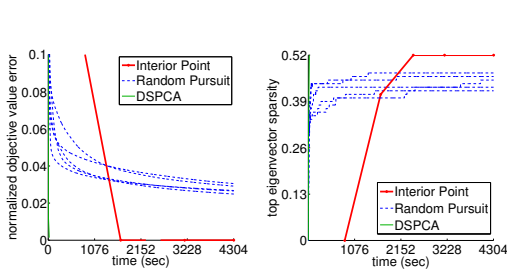 normalized objective value error
0.1
0.08
0.06
0.04
0.02
0
0 1076 2152 3228 4304
time (sec)
Interior Point
Random Pursuit
DSPCA
top eigenvector sparsity
0.52
0.39
0.26
0.13
0
1076 2152 3228 4304
time (sec)
Interior Point
Random Pursuit
DSPCA